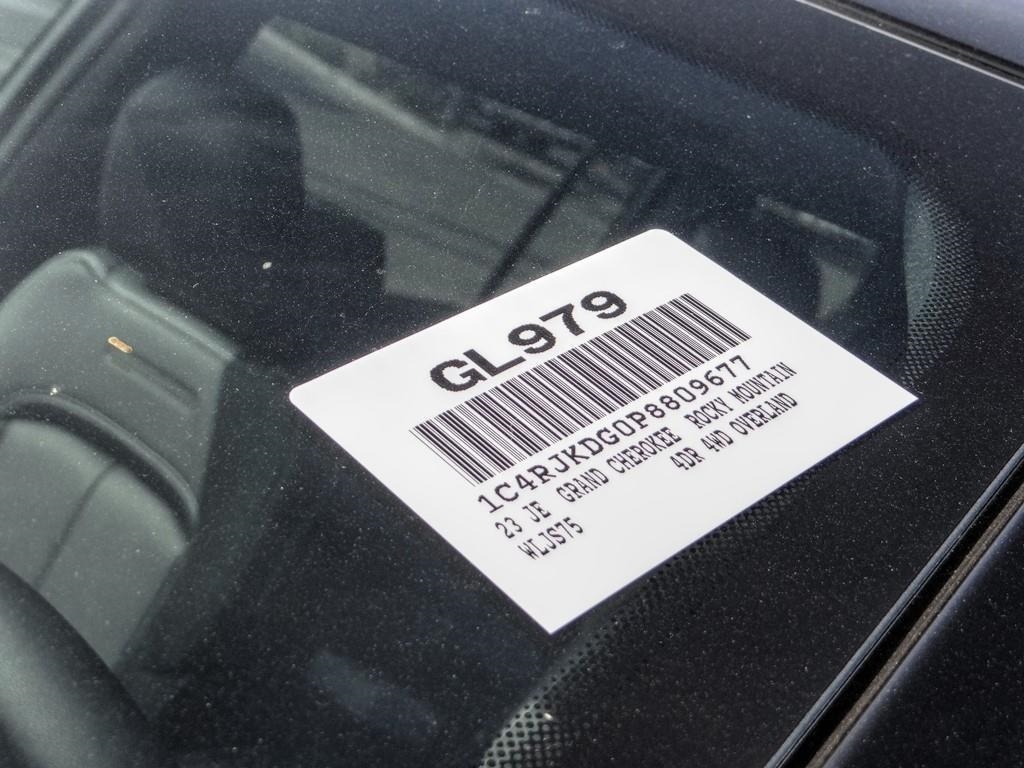 GL979
1C4RJKDG0P8809677
23 JE GRAND CHEROKEE ROCKY MOUNTAIN
WLJS75 4DR 4WD OVERLAND